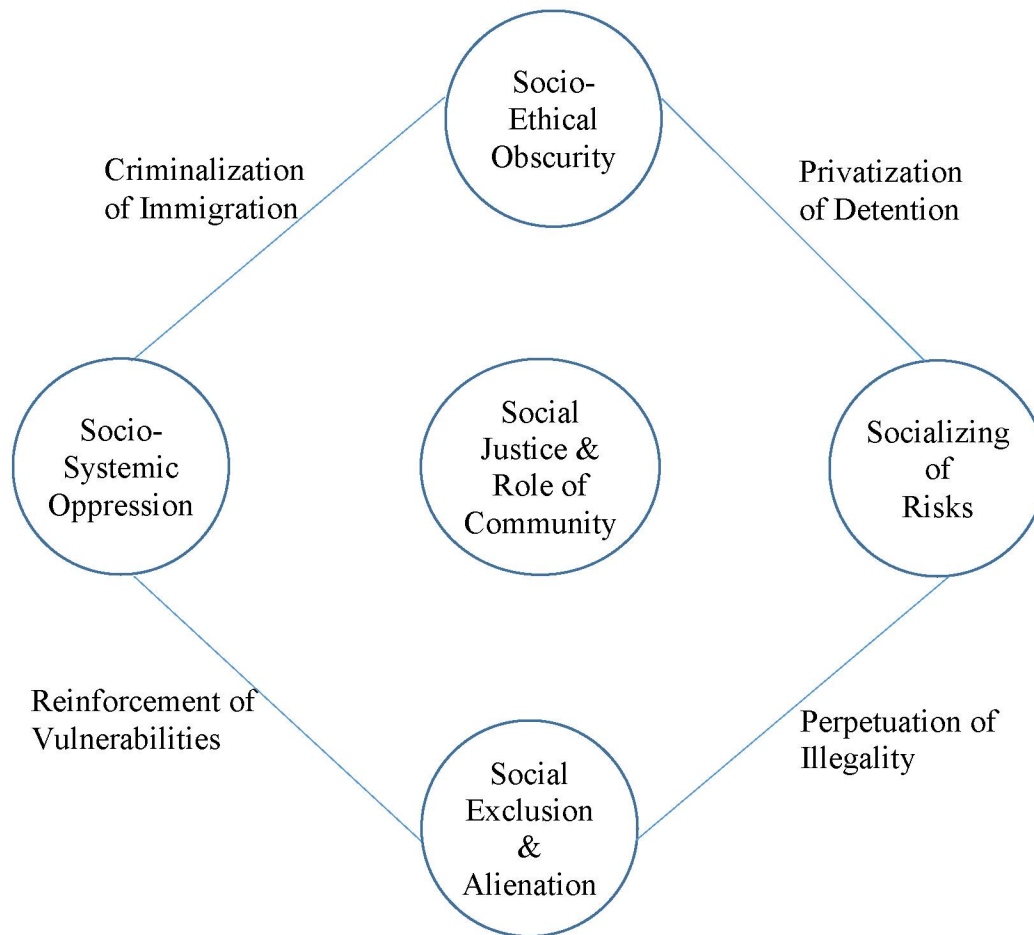 Socio-
Ethical
Obscurity
Criminalization
of Immigration
Privatization
of Detention
Socio-
Systemic
Oppression
Social
Justice &
Role of
Community
Socializing
of
Risks
Reinforcement of
Vulnerabilities
Perpetuation of
Illegality
Social
Exclusion
&
Alienation